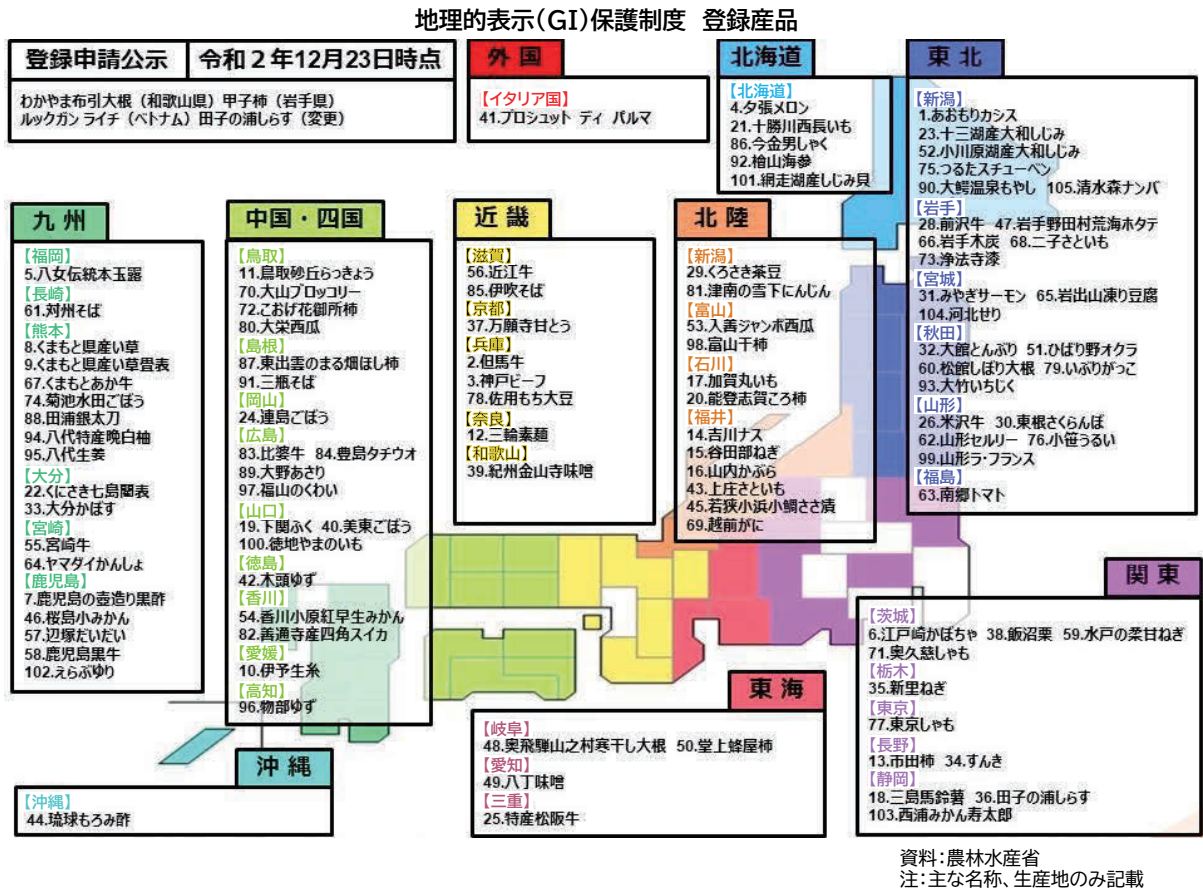 地理的表示(GI)保護制度 登録産品
登録申請公示 令和2年12月23日時点
わかやま布引大根（和歌山県）甲子柿（岩手県）
ルックガン ライチ（ベトナム）田子の浦しらす（変更）
外国
【イタリア国】
41.プロシュット ディ パルマ
北海道
【北海道】
4.夕張メロン
21.十勝川西長いも
86.今金男しゃく
92.檜山海参
101.網走湖産しじみ貝
東北
【新潟】
1.あおもりカシス
23.十三湖産大和しじみ
52.小川原湖産大和しじみ
75.つるたスチューベン
90.大鰐温泉もやし 105.清水森ナンバ
【岩手】
28.前沢牛 47.岩手野田村荒海ホタテ
66.岩手木炭 68.二子さといも
73.浄法寺漆
【宮城】
31.みやぎサーモン 65.岩出山凍り豆腐
104.河北せり
【秋田】
32.大館とんぶり 51.ひばり野オクラ
60.松館しぼり大根 79.いぶりがっこ
93.大竹いちじく
【山形】
26.米沢牛 30.東根さくらんぼ
62.山形セルリー 76.小笹うるい
99.山形ラ・フランス
【福島】
63.南郷トマト
九州
【福岡】
5.八女伝統本玉露
【長崎】
61.対州そば
【熊本】
8.くまもと県産い草
9.くまもと県産い草畳表
67.くまもとあか牛
74.菊池水田ごぼう
88.田浦銀太刀
94.八代特産晩白柚
95.八代生姜
【大分】
22.くにさき七島藺表
33.大分かぼす
【宮崎】
55.宮崎牛
64.ヤマダイかんしょ
【鹿児島】
7.鹿児島の壺造り黒酢
46.桜島小みかん
57.辺塚だいだい
58.鹿児島黒牛
102.えらぶゆり
中国・四国
【鳥取】
11.鳥取砂丘らっきょう
70.大山ブロッコリー
72.こおげ花御所柿
80.大栄西瓜
【島根】
87.東出雲のまる畑ほし柿
91.三瓶そば
【岡山】
24.連島ごぼう
【広島】
83.比婆牛 84.豊島タチウオ
89.大野あさり
97.福山のくわい
【山口】
19.下関ふく 40.美東ごぼう
100.徳地やまのいも
【徳島】
42.木頭ゆず
【香川】
54.香川小原紅早生みかん
82.善通寺産四角スイカ
【愛媛】
10.伊予生糸
【高知】
96.物部ゆず
近畿
【滋賀】
56.近江牛
85.伊吹そば
【京都】
37.万願寺甘とう
【兵庫】
2.但馬牛
3.神戸ビーフ
78.佐用もち大豆
【奈良】
12.三輪素麺
【和歌山】
39.紀州金山寺味噌
北陸
【新潟】
29.くろさき茶豆
81.津南の雪下にんじん
【富山】
53.入善ジャンボ西瓜
98.富山干柿
【石川】
17.加賀丸いも
20.能登志賀ころ柿
【福井】
14.吉川ナス
15.谷田部ねぎ
16.山内かぶら
43.上庄さといも
45.若狭小浜小鯛ささ漬
69.越前がに
関東
【茨城】
6.江戸崎かぼちゃ 38.飯沼栗 59.水戸の柔甘ねぎ
71.奥久慈しゃも
【栃木】
35.新里ねぎ
【東京】
77.東京しゃも
【長野】
13.市田柿 34.すんき
【静岡】
18.三島馬鈴薯 36.田子の浦しらす
103.西浦みかん寿太郎
東海
【岐阜】
48.奥飛騨山之村寒干し大根 50.堂上蜂屋柿
【愛知】
49.八丁味噌
【三重】
25.特産松阪牛
沖縄
【沖縄】
44.琉球もろみ酢
資料：農林水産省
注：主な名称、生産地のみ記載